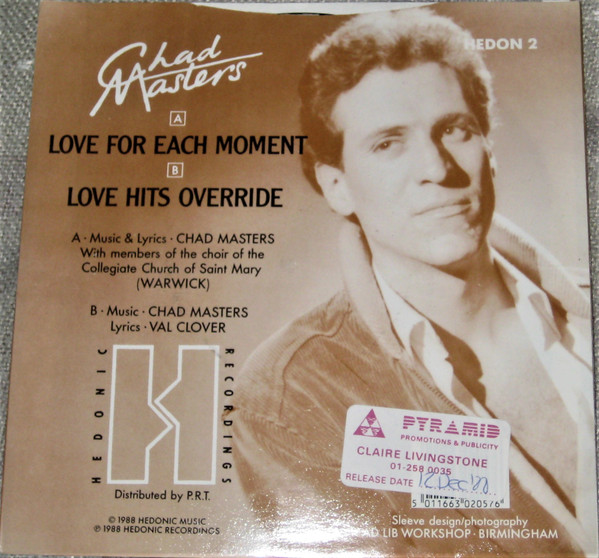 Chad
Masters
HEDON 2
A
LOVE FOR EACH MOMENT
B
LOVE HITS OVERRIDE
A · Music & Lyrics · CHAD MASTERS
With members of the choir of the
Collegiate Church of Saint Mary
(WARWICK)
B · Music · CHAD MASTERS
Lyrics · VAL CLOVER
HEDONIC
RECORDINGS
Distributed by P.R.T.
℗ 1988 HEDONIC MUSIC
© 1988 HEDONIC RECORDINGS
PYRAMID
PROMOTIONS & PUBLICITY
CLAIRE LIVINGSTONE
01-258 0035
RELEASE DATE 12 Dec
5 011663 020576
Sleeve design/photography
LIB WORKSHOP · BIRMINGHAM